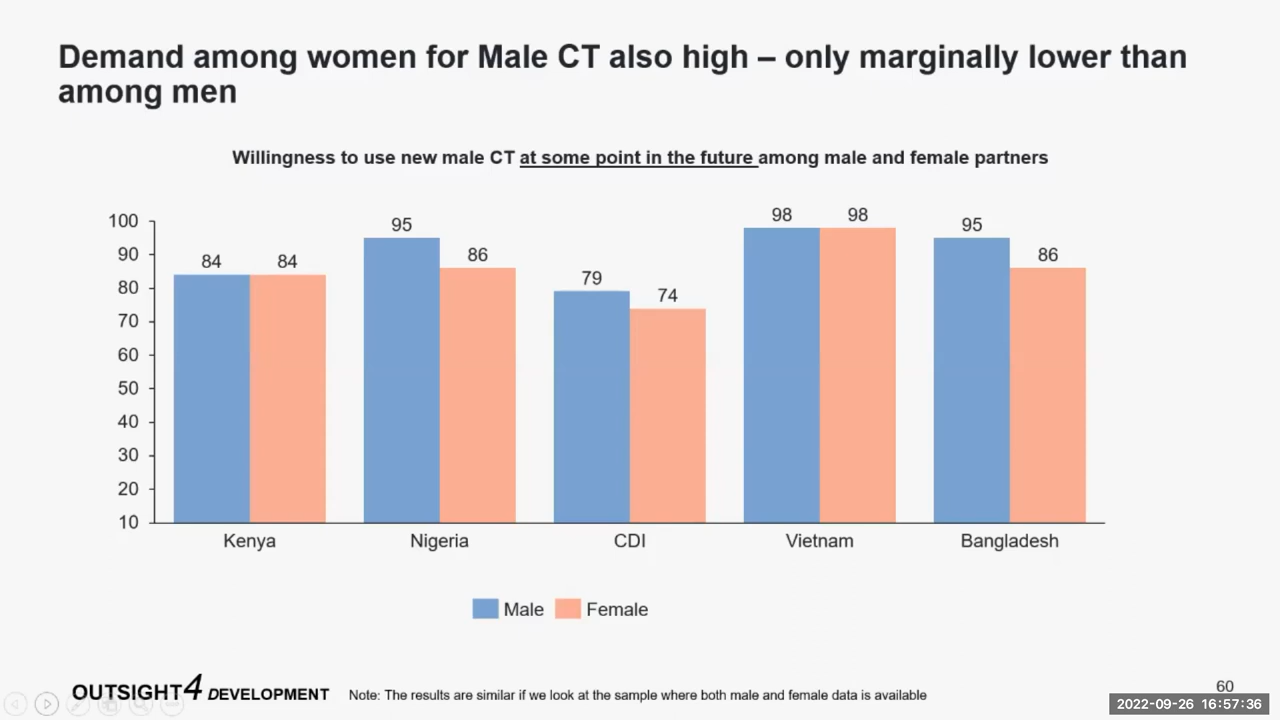 Demand among women for Male CT also high – only marginally lower than
among men
Willingness to use new male CT at some point in the future among male and female partners
100
90
80
70
60
50
40
30
20
10
84
84
95
86
79
74
98
98
95
86
Kenya
Nigeria
CDI
Vietnam
Bangladesh
Male
Female
OUTSIGHT4 DEVELOPMENT
Note: The results are similar if we look at the sample where both male and female data is available
60
2022-09-26 16:57:36